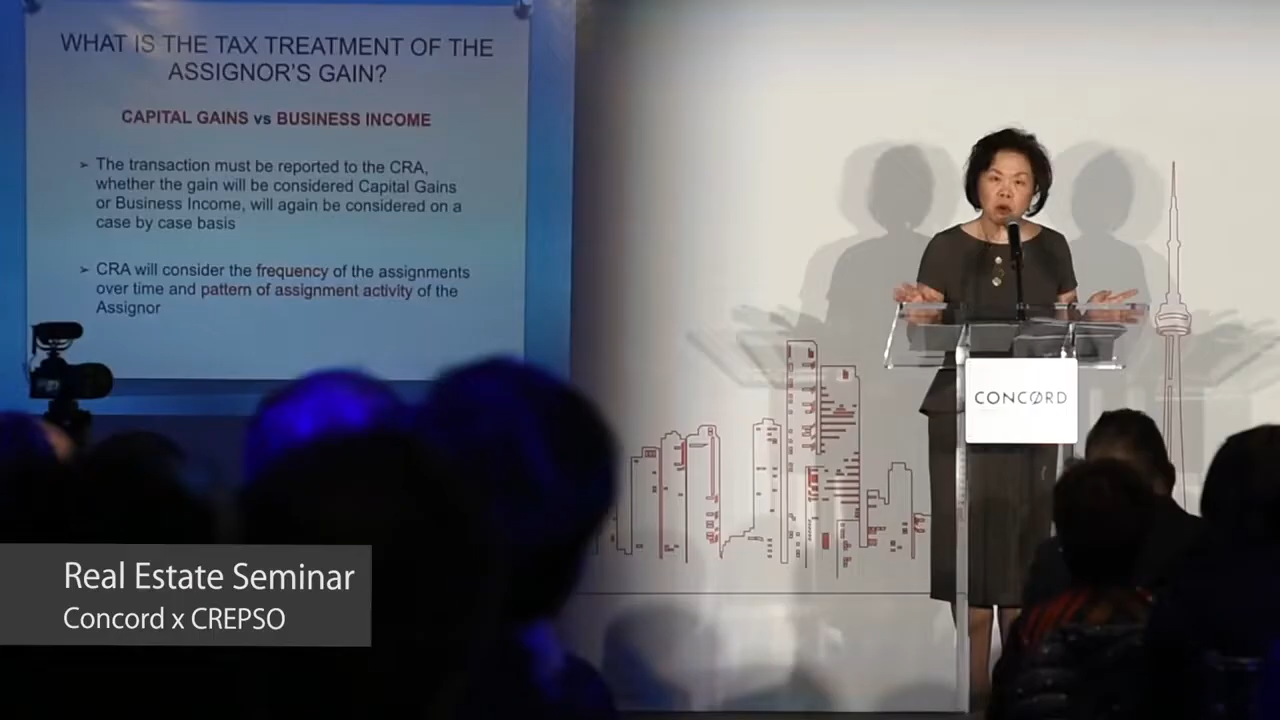 WHAT IS THE TAX TREATMENT OF THE
ASSIGNOR'S GAIN?
CAPITAL GAINS vs BUSINESS INCOME
➢ The transaction must be reported to the CRA,
whether the gain will be considered Capital Gains
or Business Income, will again be considered on a
case by case basis
➢ CRA will consider the frequency of the assignments
over time and pattern of assignment activity of the
Assignor
CONCØRD
Real Estate Seminar
Concord x CREPSO